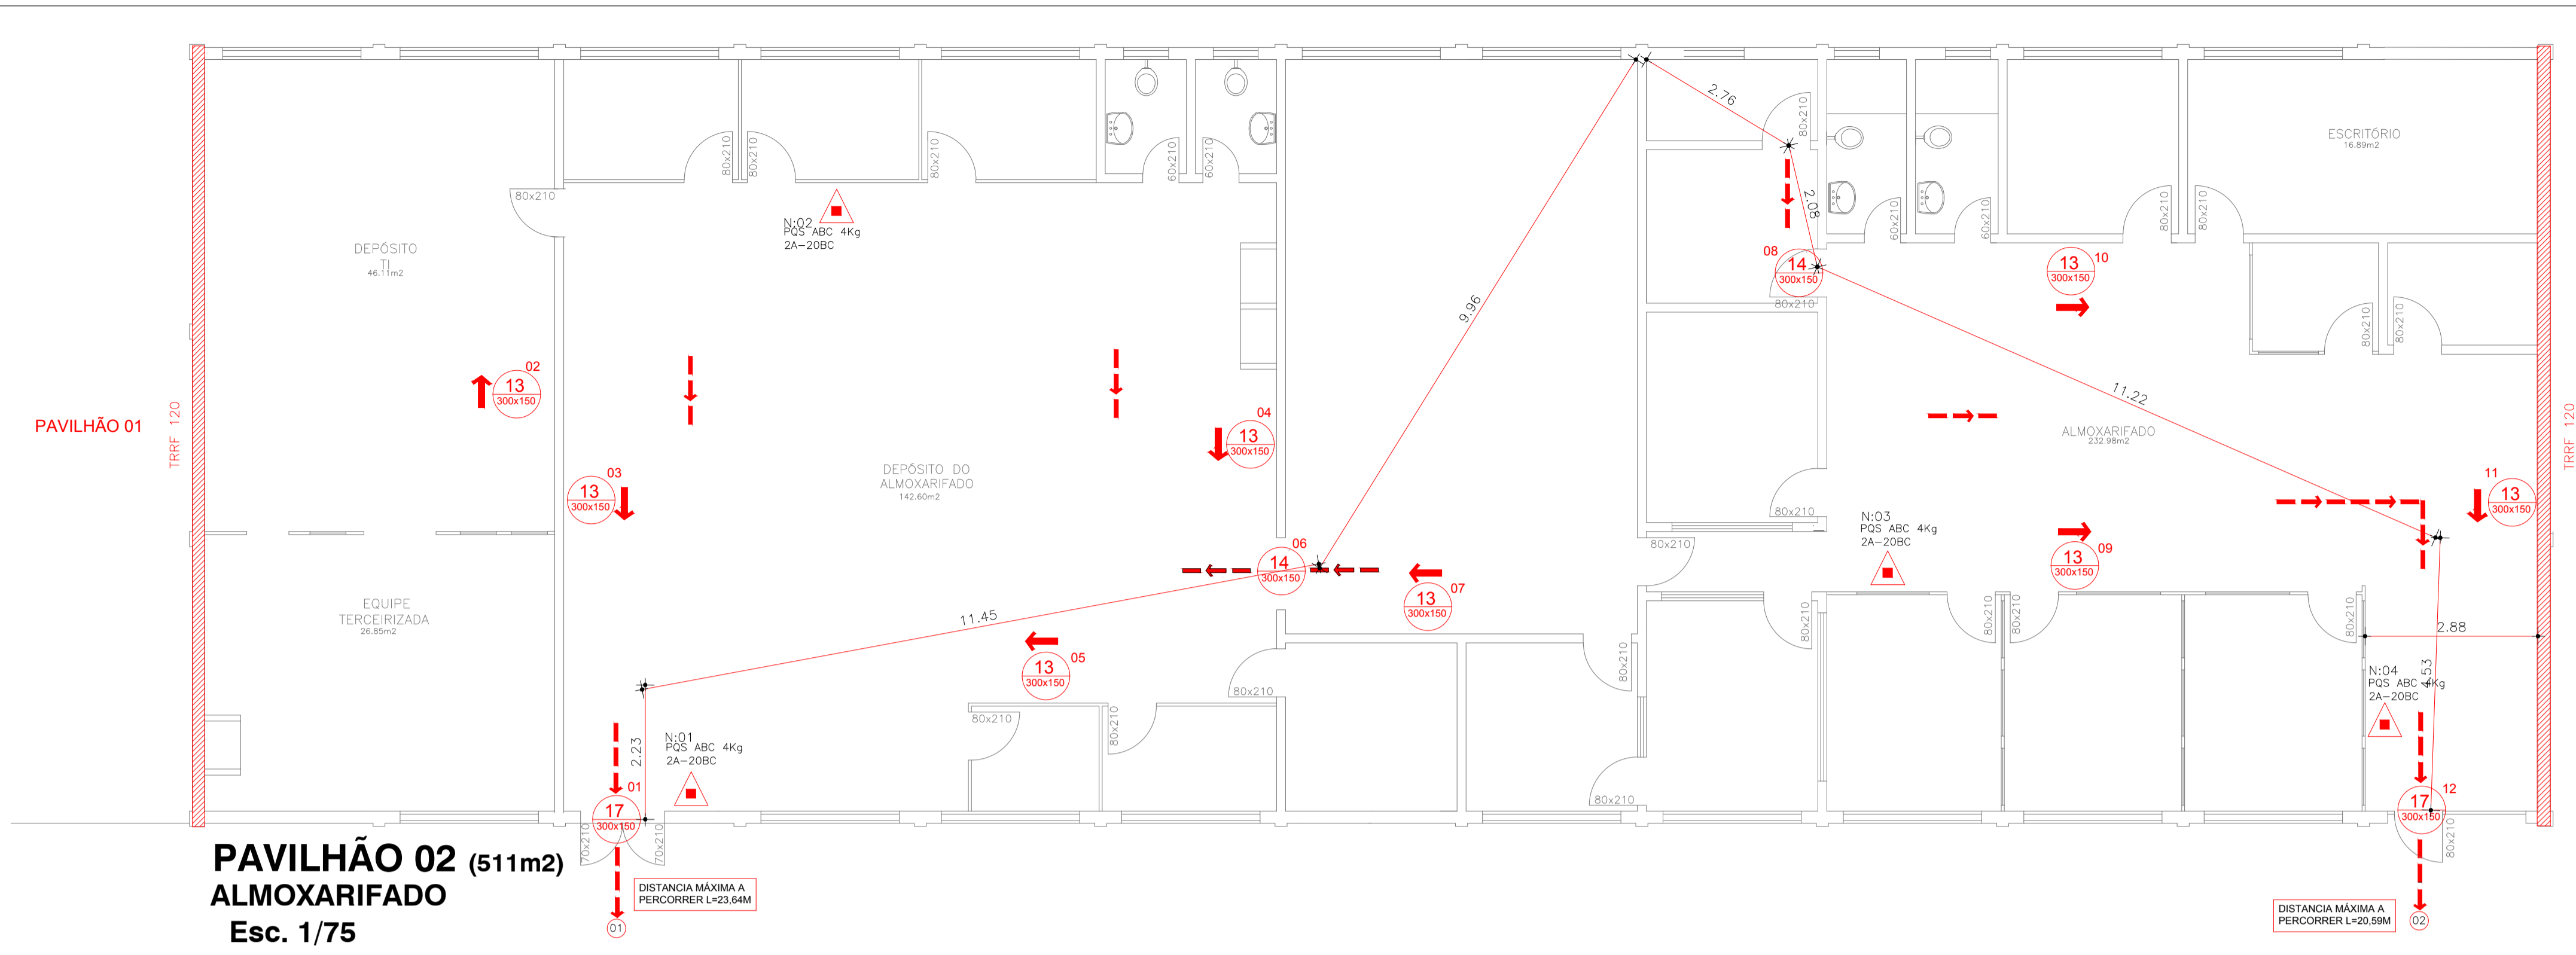 2.76
80x210
ESCRITÓRIO
16.89m2
80x210
80x210
80x210
60x210
60x210
80x210
DEPÓSITO
TI
46,11m2
N:02
PQS ABC 4Kg
2A-20BC
2.08
08
14
300x150
80x210
60x210
60x210
80x210
80x210
13
10
300x150
9.96
80x210
80x210
02
13
300x150
11.22
04
13
300x150
PAVILHÃO 01
TRRF 120
ALMOXARIFADO
232.98m2
TRRF 120
DEPÓSITO DO
ALMOXARIFADO
142.60m2
03
13
300x150
11
13
300x150
80x210
N:03
PQS ABC 4Kg
2A-20BC
06
14
300x150
80x210
09
13
300x150
07
13
300x150
EQUIPE
TERCEIRIZADA
26.85m2
11.45
80x210
80x210
80x210
80x210
2.88
05
13
300x150
80x210
80x210
N:04
PQS ABC 4Kg
2A-20BC
4.53
80x210
80x210
2.23
N:01
PQS ABC 4Kg
2A-20BC
01
17
300x150
80x210
80x210
12
17
300x150
70x210
70x210
80x210
PAVILHÃO 02 (511m2)
ALMOXARIFADO
Esc. 1/75
DISTANCIA MÁXIMA A
PERCORRER L=23,64M
01
DISTANCIA MÁXIMA A
PERCORRER L=20,59M
02